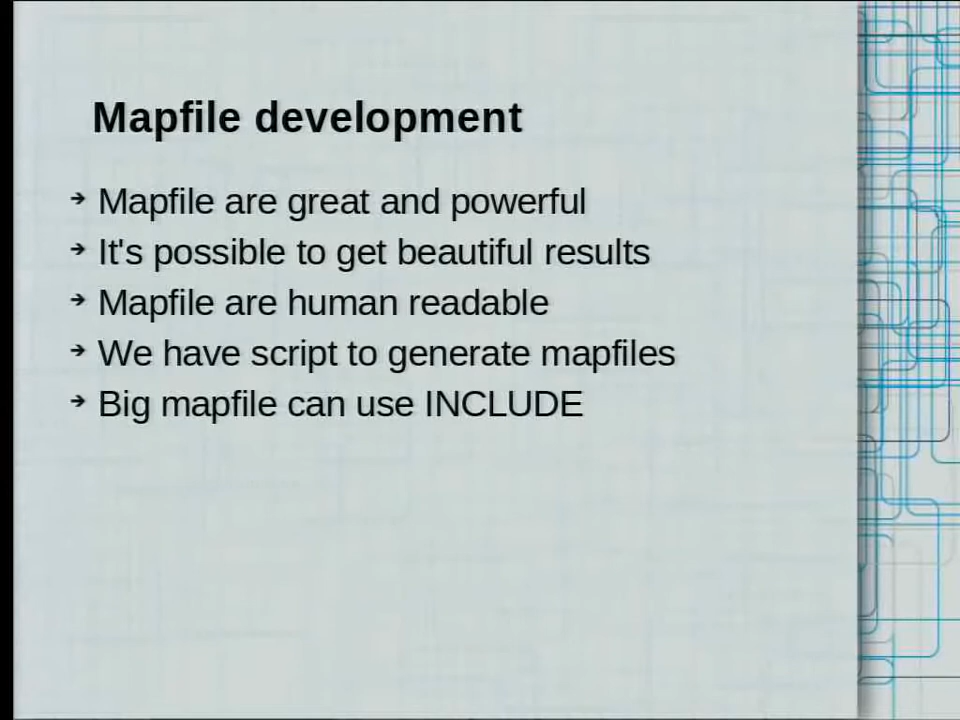 Mapfile development
Mapfile are great and powerful
It's possible to get beautiful results
Mapfile are human readable
We have script to generate mapfiles
Big mapfile can use INCLUDE